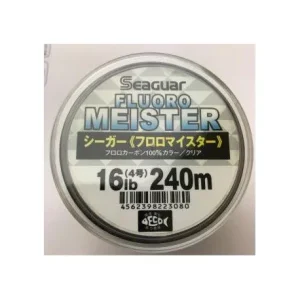 Seaguar
FLUORO
MEISTER
シーガー《フロロマイスター》
フロロカーボン100%カラー／クリア
16lb (4号) 240m
4562398223080
ECO